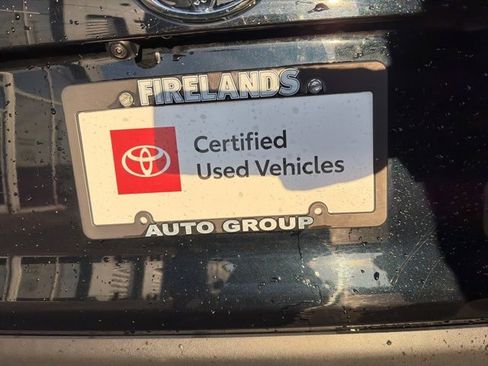 FIRELANDS
Certified
Used Vehicles
AUTO GROUP